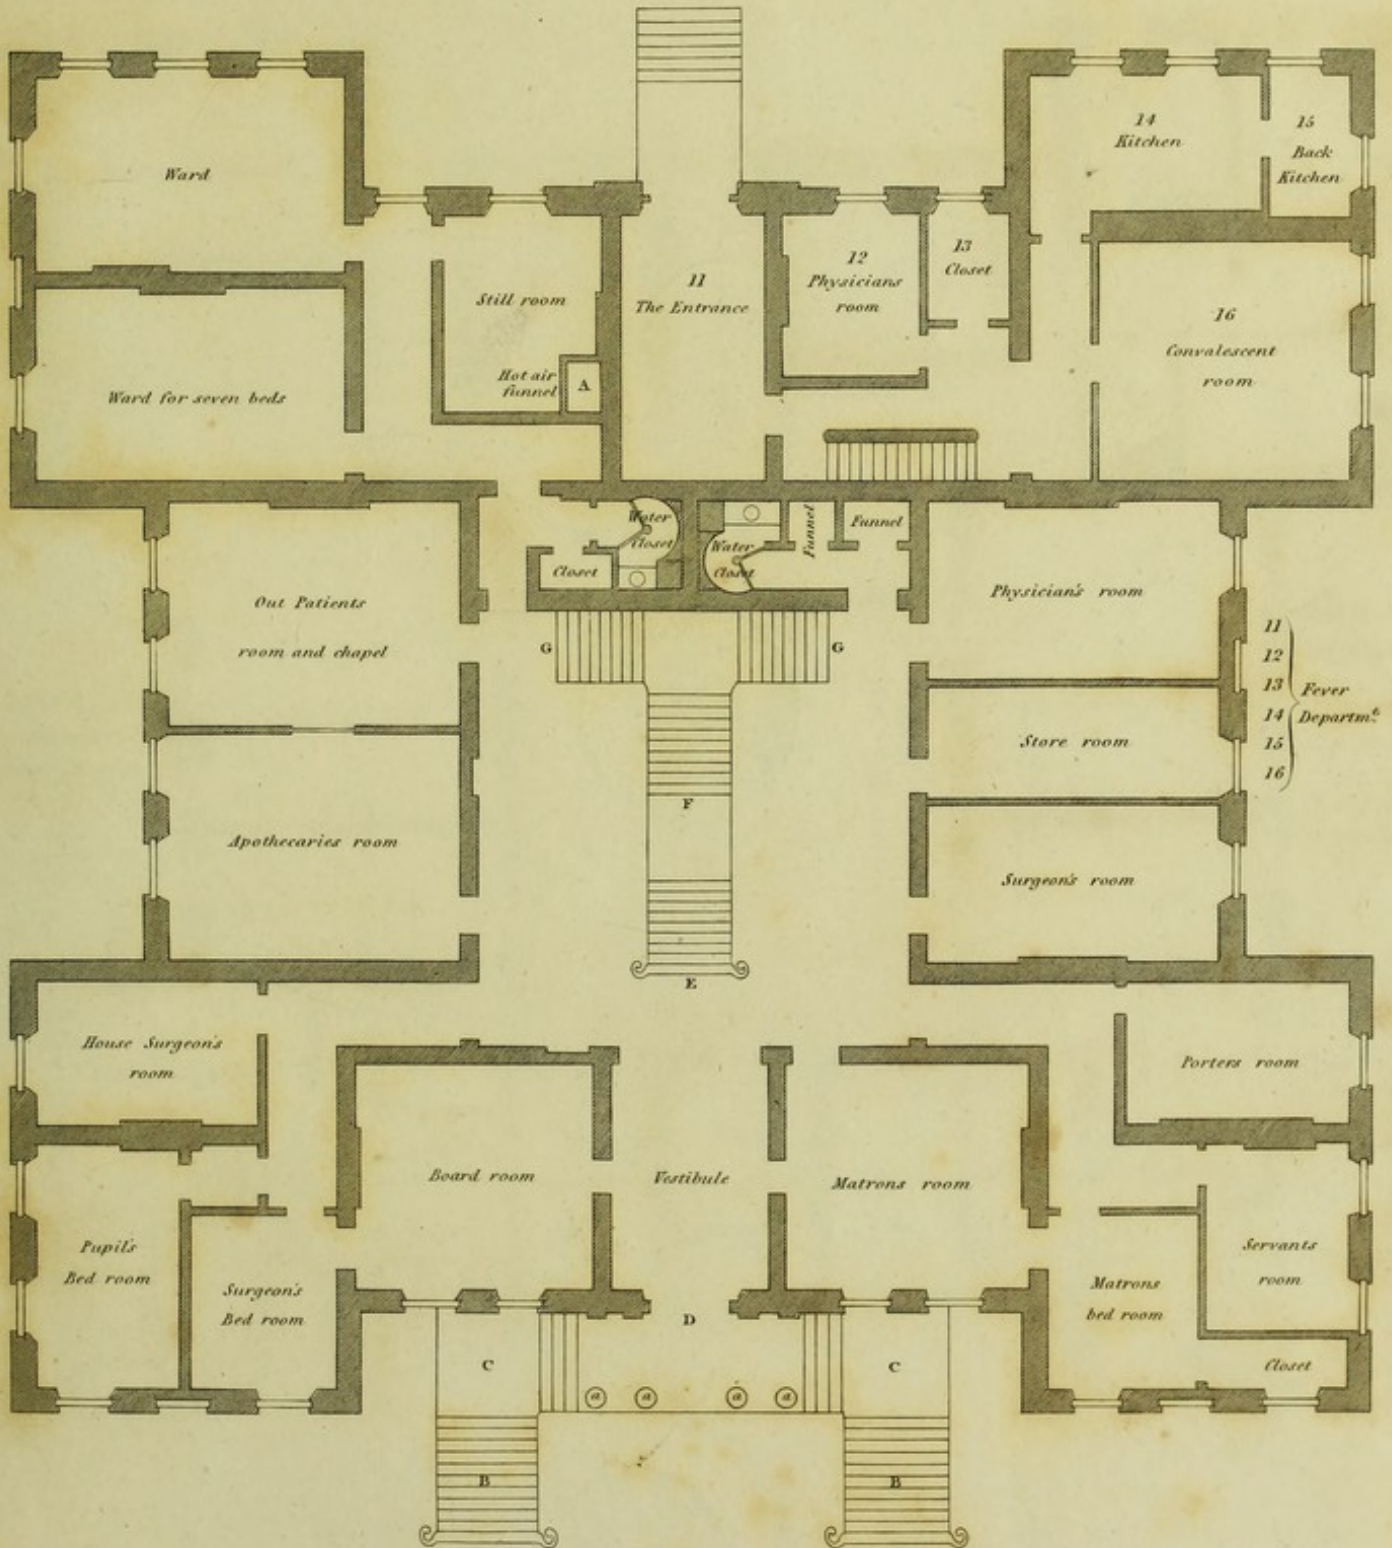 Ward
14
Kitchen
15
Back
Kitchen
Still room
11
The Entrance
12
Physicians
room
13
Closet
16
Convalescent
room
Hot air
funnel
A
Ward for seven beds
Water
Closet
Closet
Water
Closet
Funnel
Funnel
Out Patients
room and chapel
G
G
Physician's room
11
12
13
14
15
16
Fever
Departmt.
Store room
F
Apothecaries room
Surgeon's room
E
House Surgeon's
room
Porters room
Board room
Vestibule
Matrons room
Pupil's
Bed room
Surgeon's
Bed room
Matrons
bed room
Servants
room
Closet
C
D
C
a
a
a
a
B
B